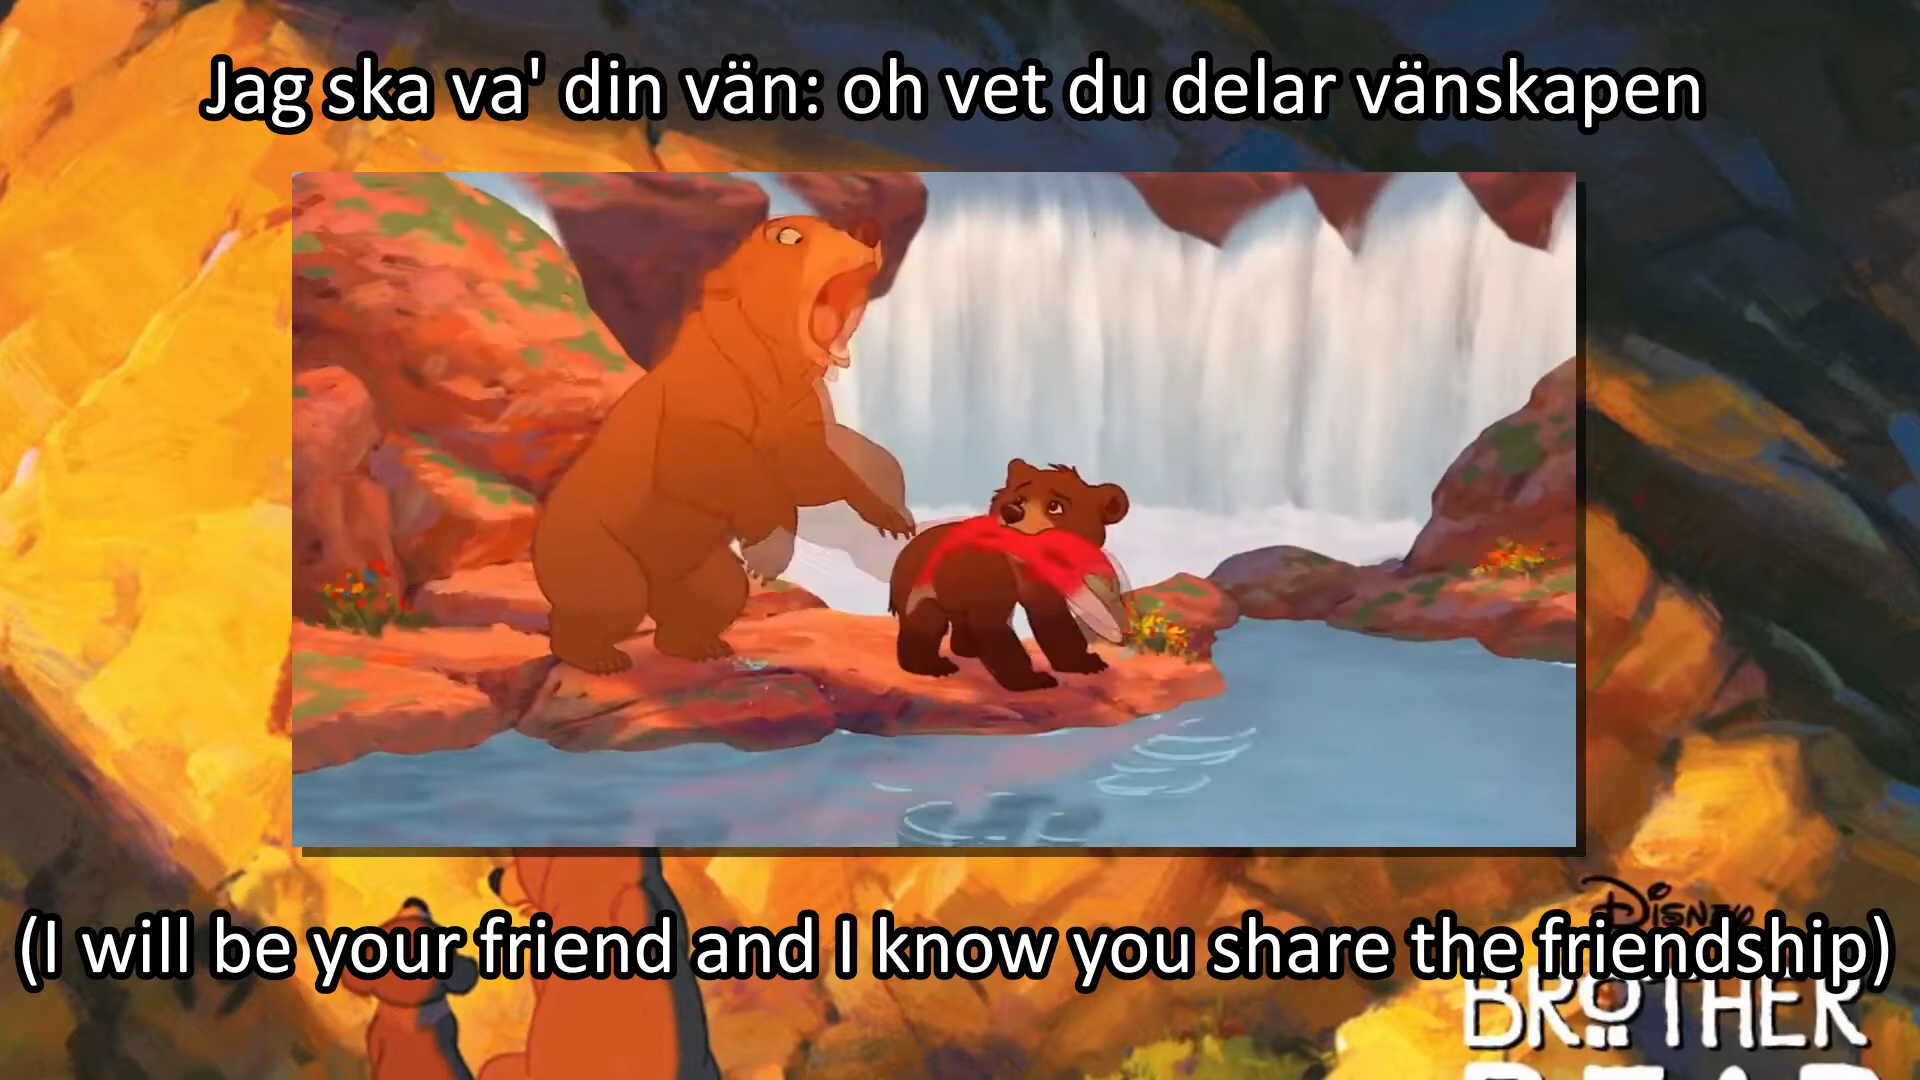 Jag ska va' din vän: oh vet du delar vänskapen
(I will be your friend and I know you share the friendship)
Disney
BROTHER
BEAR